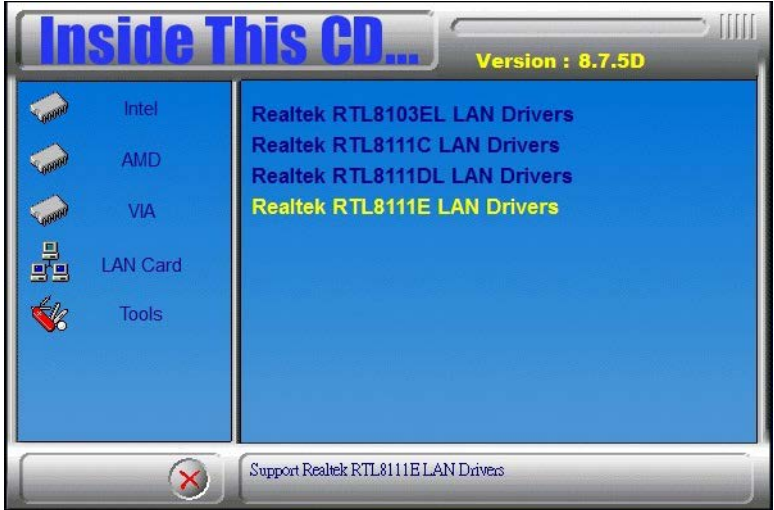 Inside This CD...
Version : 8.7.5D
Intel
AMD
VIA
LAN Card
Tools
Realtek RTL8103EL LAN Drivers
Realtek RTL8111C LAN Drivers
Realtek RTL8111DL LAN Drivers
Realtek RTL8111E LAN Drivers
Support Realtek RTL8111E LAN Drivers